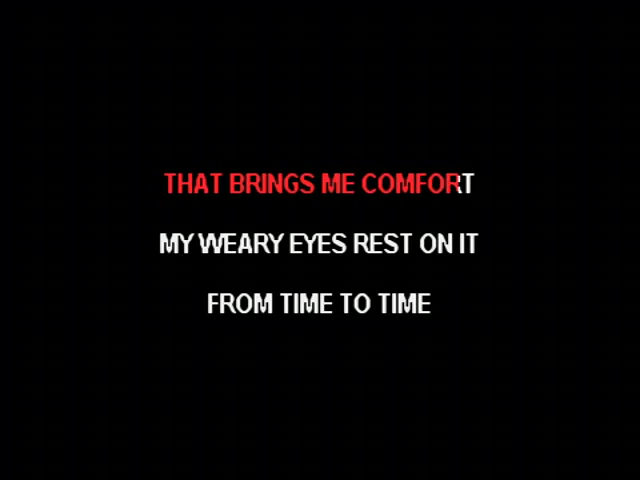 THAT BRINGS ME COMFORT
MY WEARY EYES REST ON IT
FROM TIME TO TIME